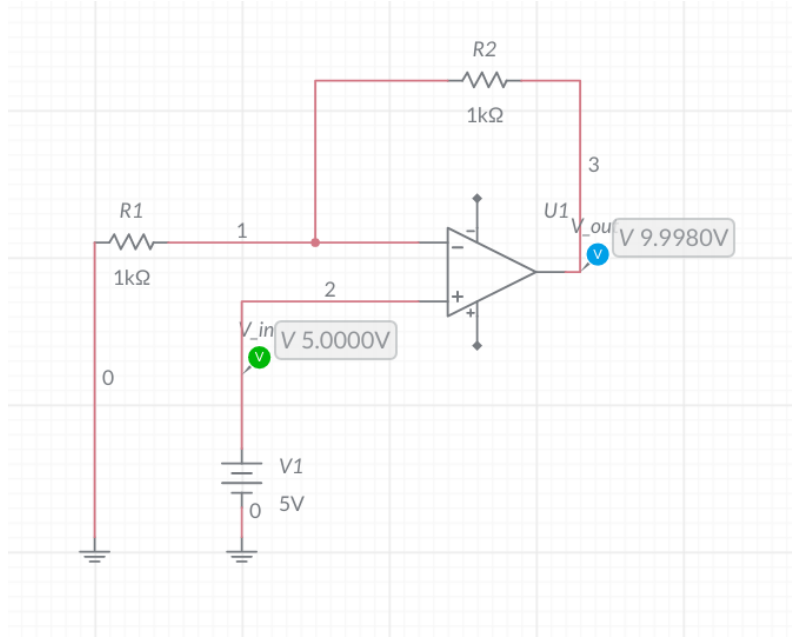 R2
1kΩ
3
R1
1
U1
V_ou
V 9.9980V
V
1kΩ
−
−
2
+
+
V_in
V 5.0000V
V
0
V1
5V
0